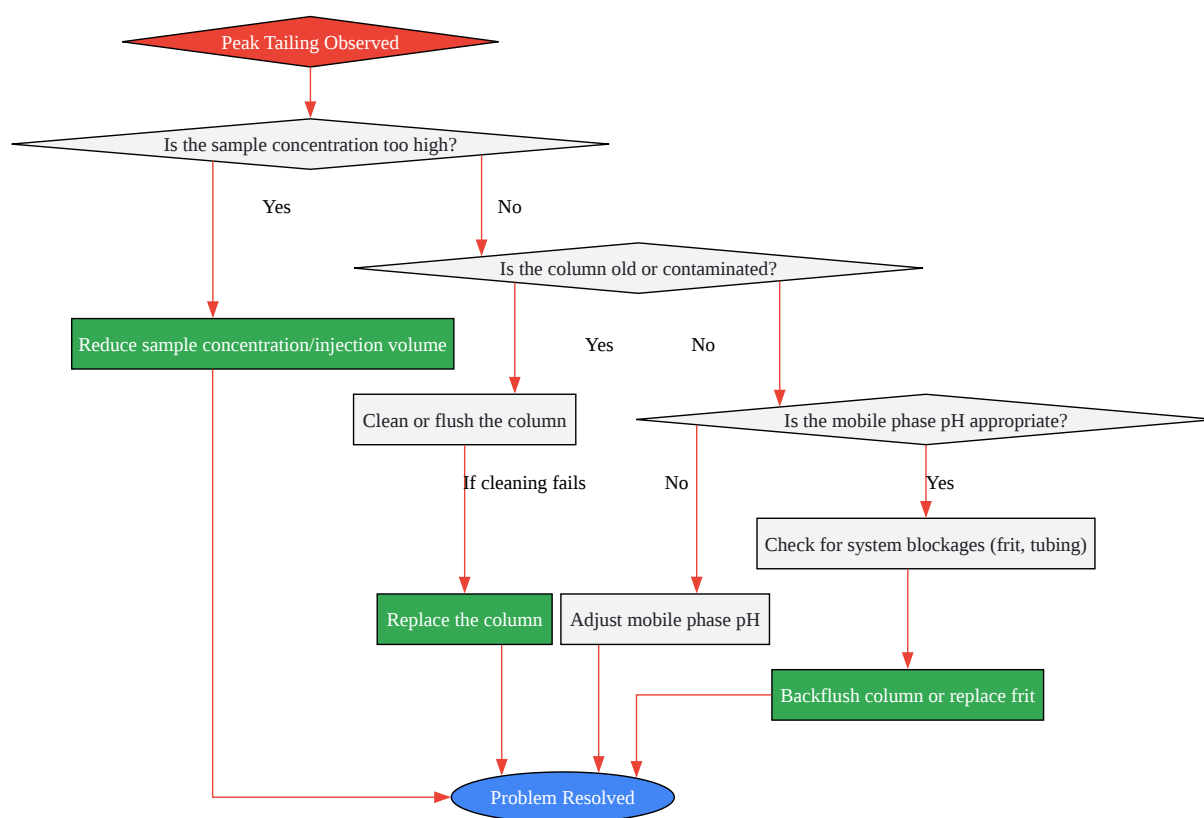 Peak Tailing Observed
Is the sample concentration too high?
Yes
No
Is the column old or contaminated?
Reduce sample concentration/injection volume
Yes
No
Clean or flush the column
Is the mobile phase pH appropriate?
If cleaning fails
No
Yes
Check for system blockages (frit, tubing)
Replace the column
Adjust mobile phase pH
Backflush column or replace frit
Problem Resolved